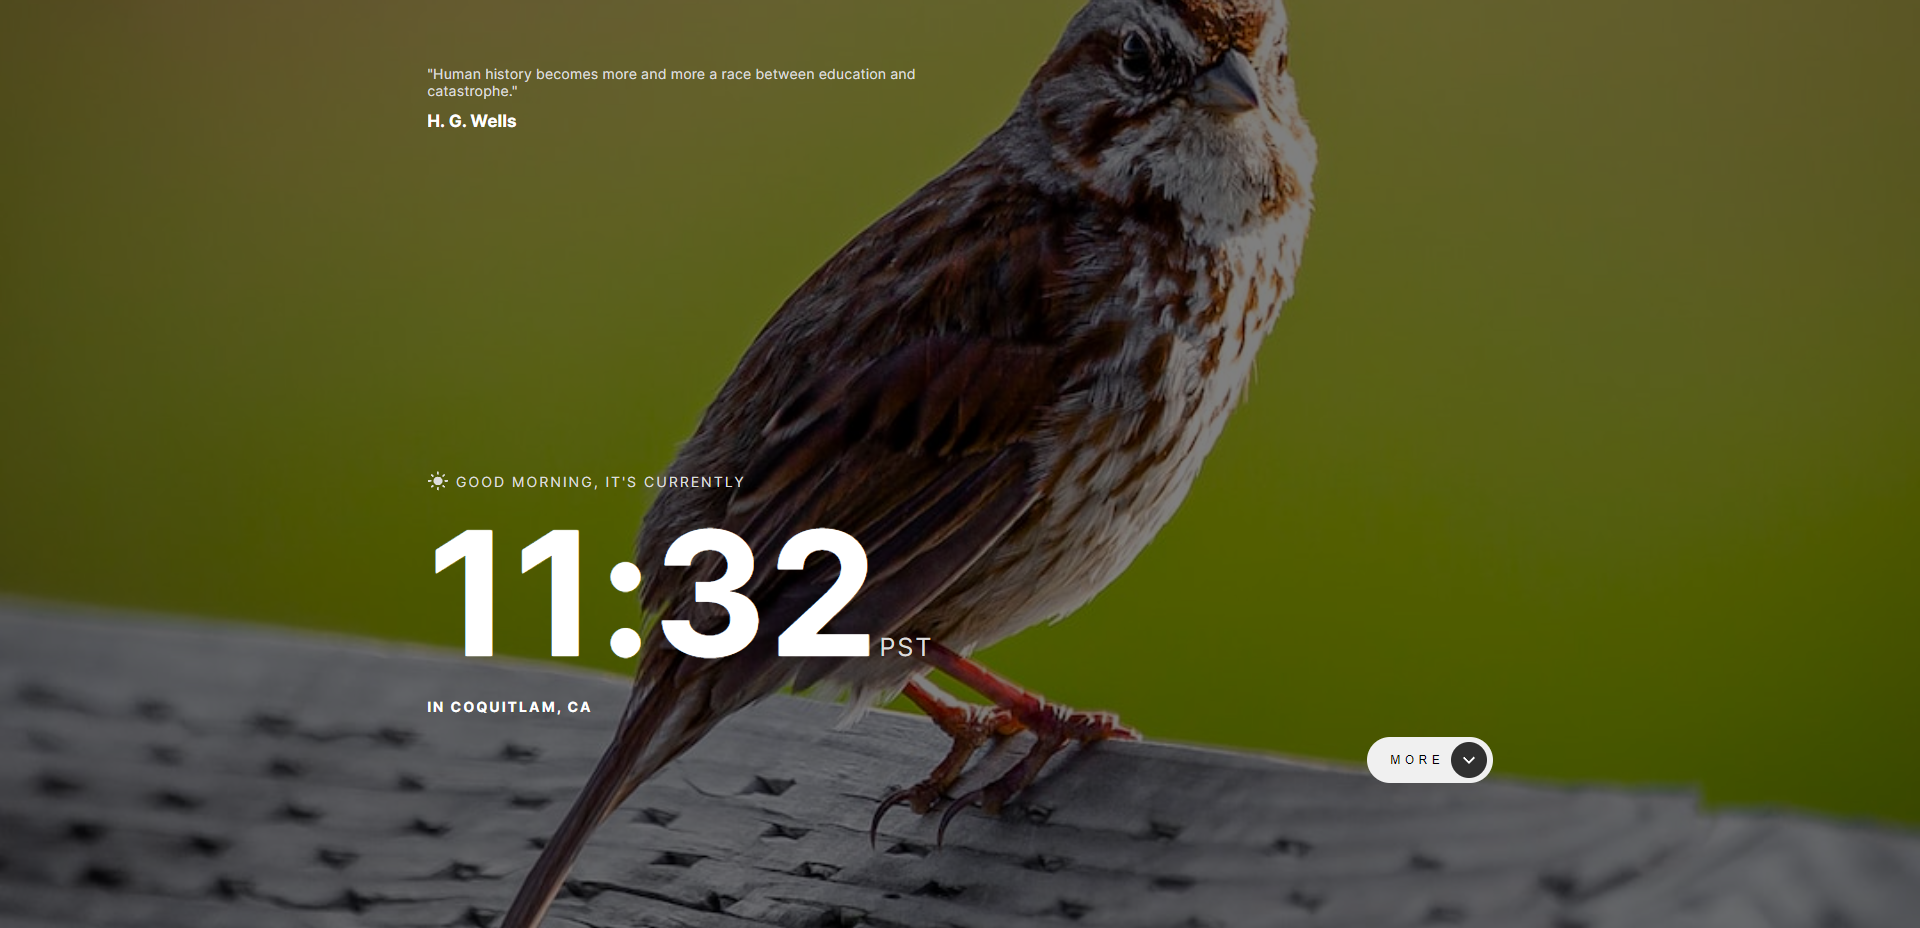 "Human history becomes more and more a race between education and
catastrophe."
H. G. Wells
GOOD MORNING, IT'S CURRENTLY
11:32 PST
IN COQUITLAM, CA
MORE